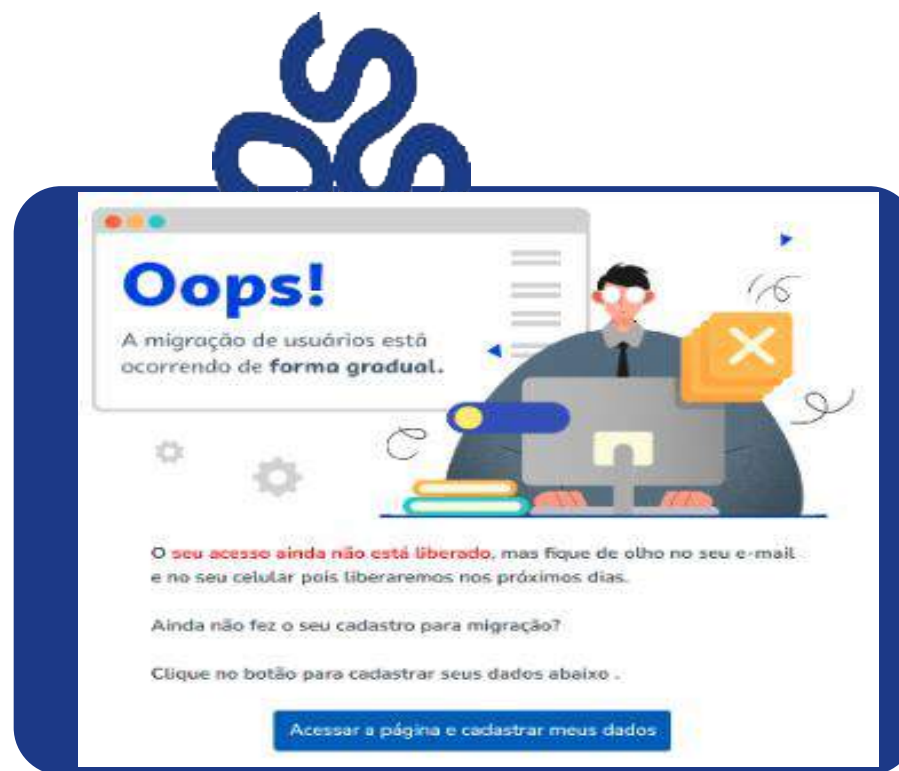 Oops!
A migração de usuários está
ocorrendo de forma gradual.
O seu acesso ainda não está liberado, mas fique de olho no seu e-mail
e no seu celular pois liberaremos nos próximos dias.
Ainda não fez o seu cadastro para migração?
Clique no botão para cadastrar seus dados abaixo .
Acessar a página e cadastrar meus dados